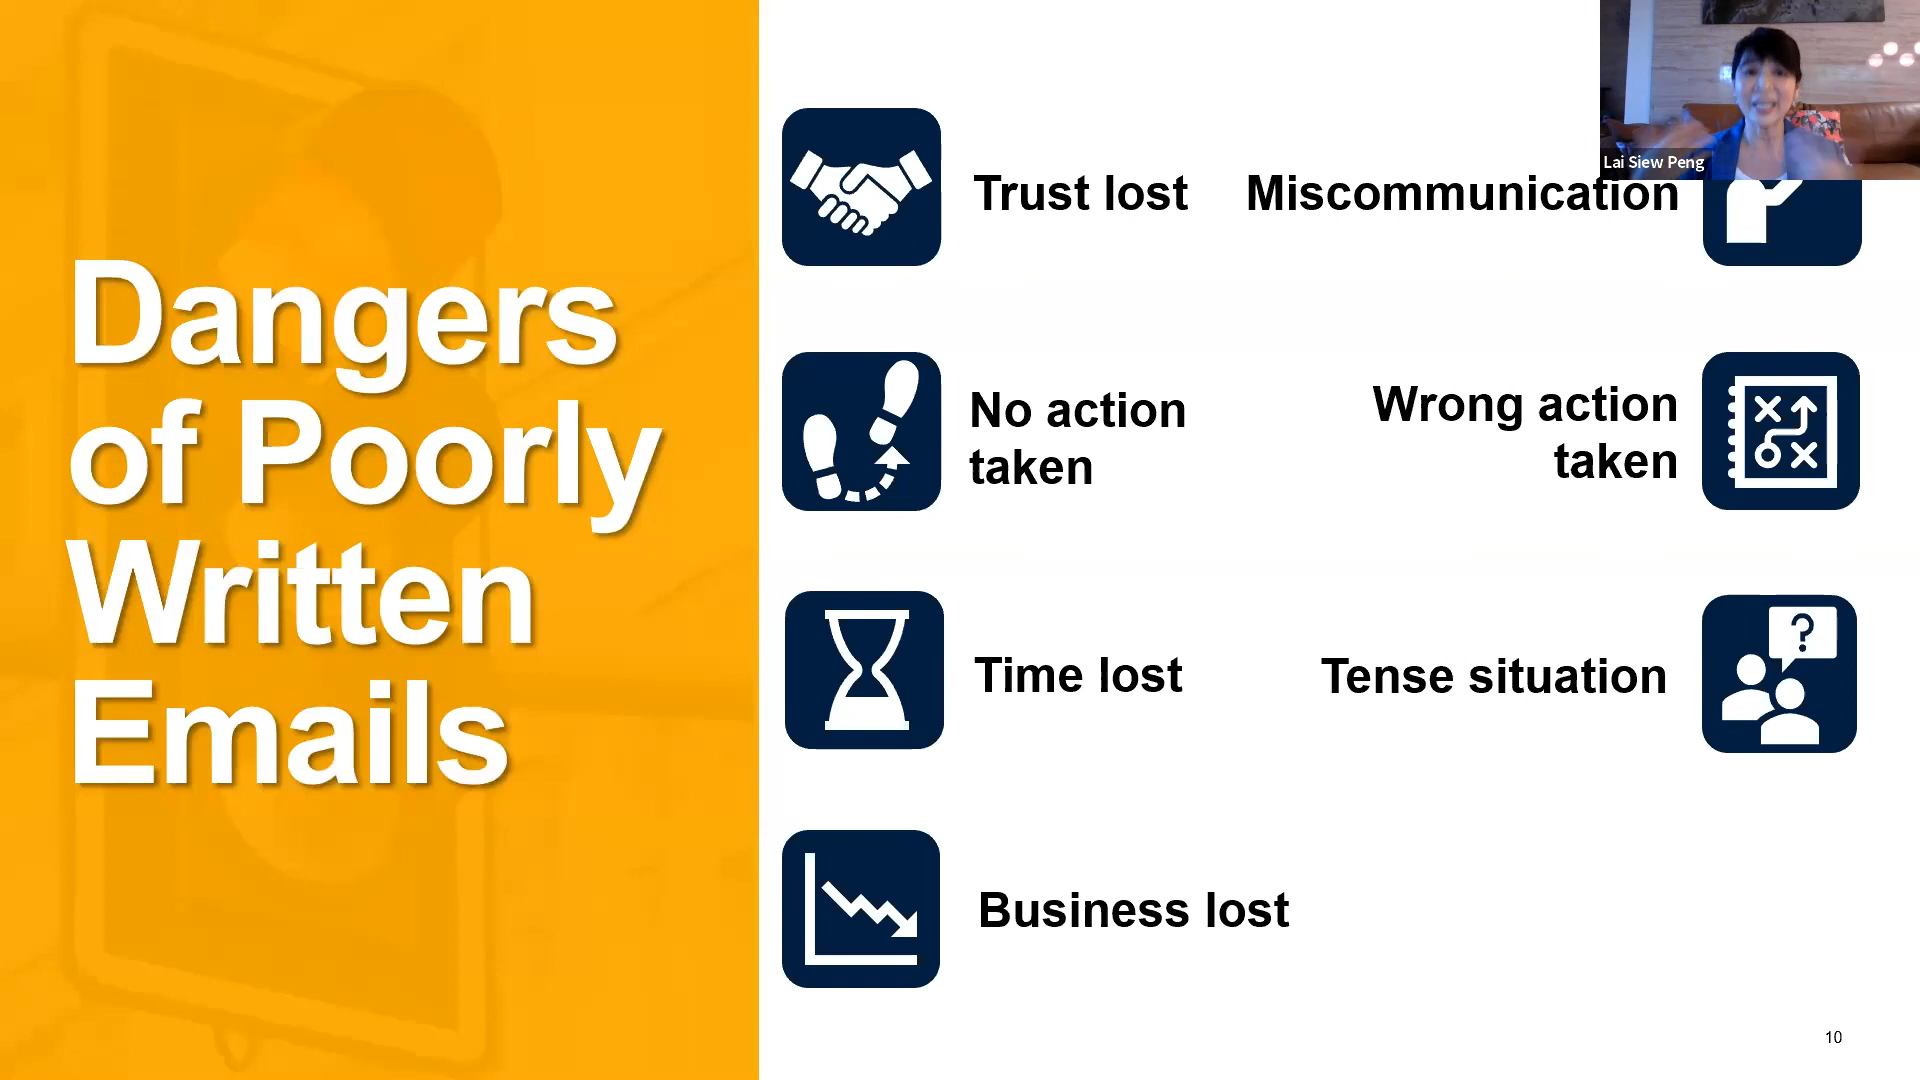 Dangers
of Poorly
Written
Emails
Trust lost
Miscommunication
No action
taken
Wrong action
taken
Time lost
Tense situation
?
Business lost
Lai Siew Peng
10